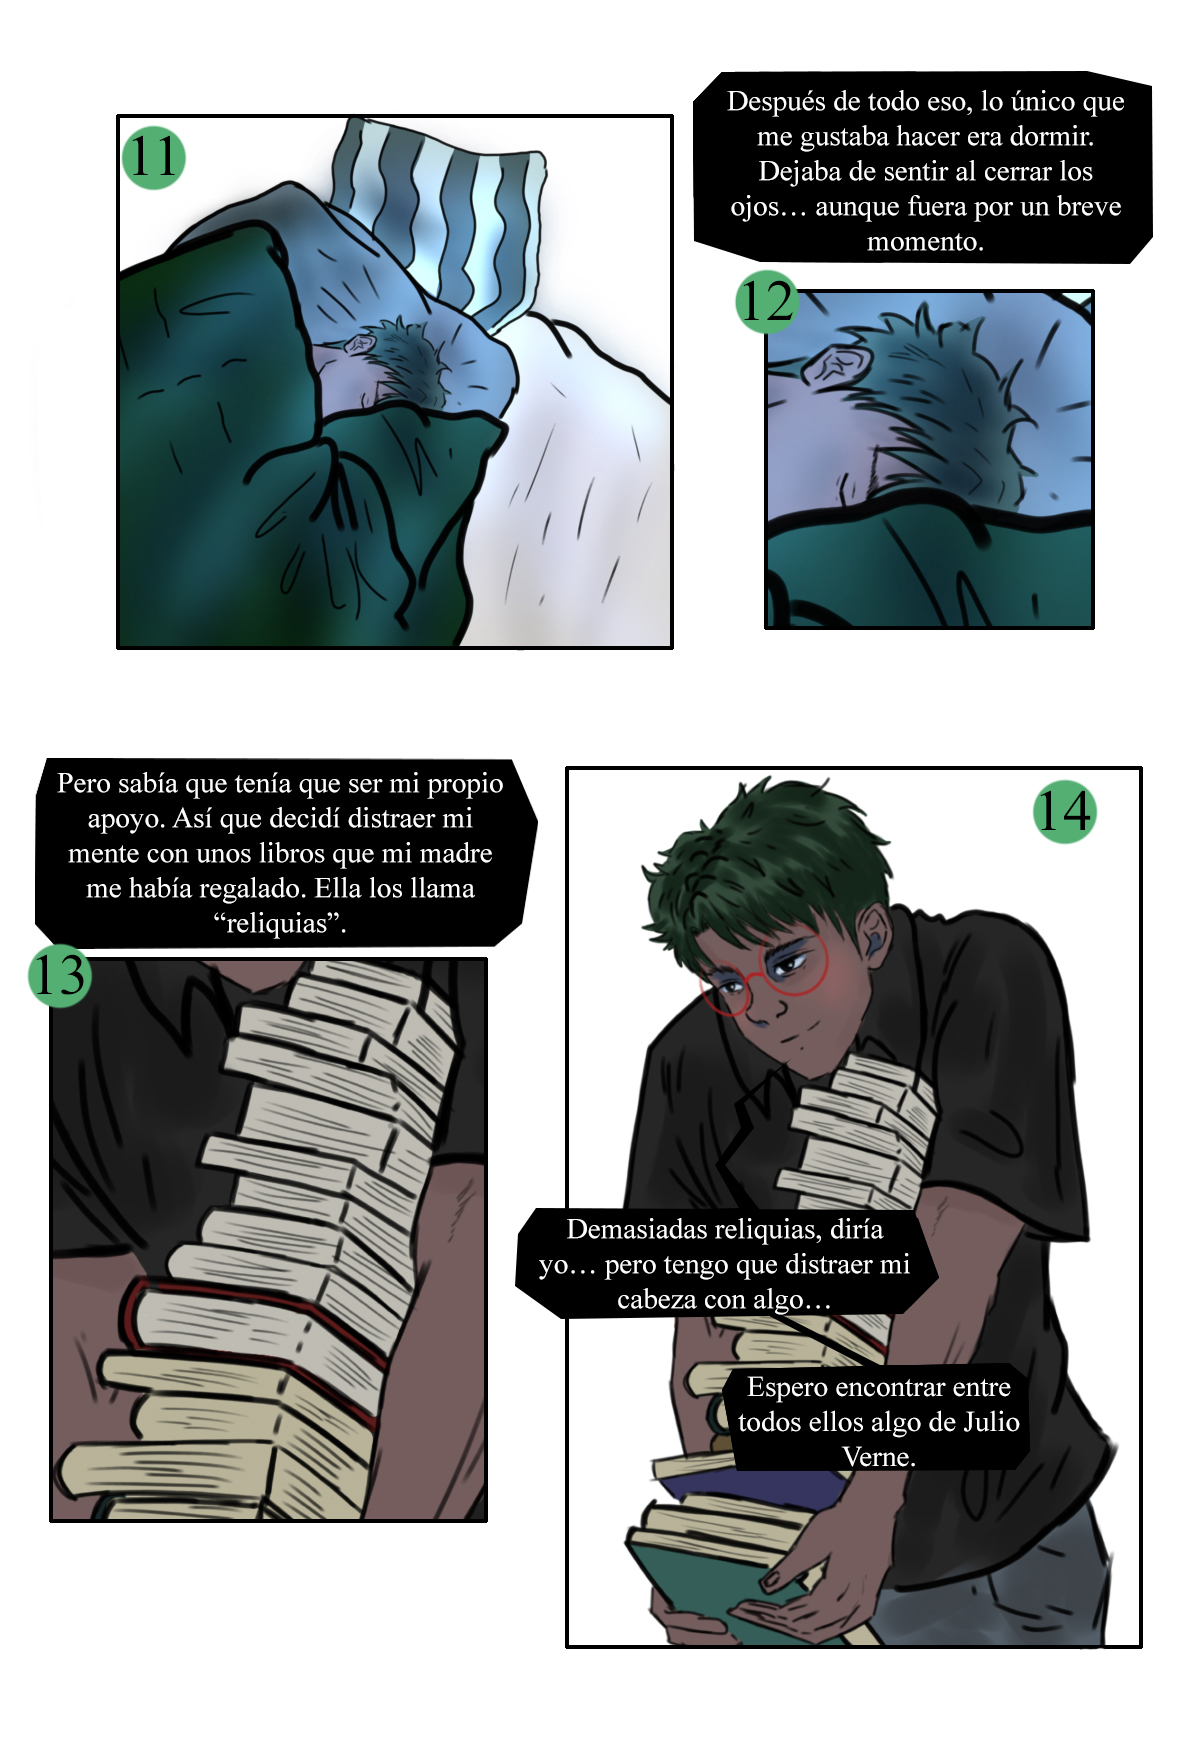 11
Después de todo eso, lo único que
me gustaba hacer era dormir.
Dejaba de sentir al cerrar los
ojos… aunque fuera por un breve
momento.
12
Pero sabía que tenía que ser mi propio
apoyo. Así que decidí distraer mi
mente con unos libros que mi madre
me había regalado. Ella los llama
“reliquias”.
13
14
Demasiadas reliquias, diría
yo… pero tengo que distraer mi
cabeza con algo…
Espero encontrar entre
todos ellos algo de Julio
Verne.